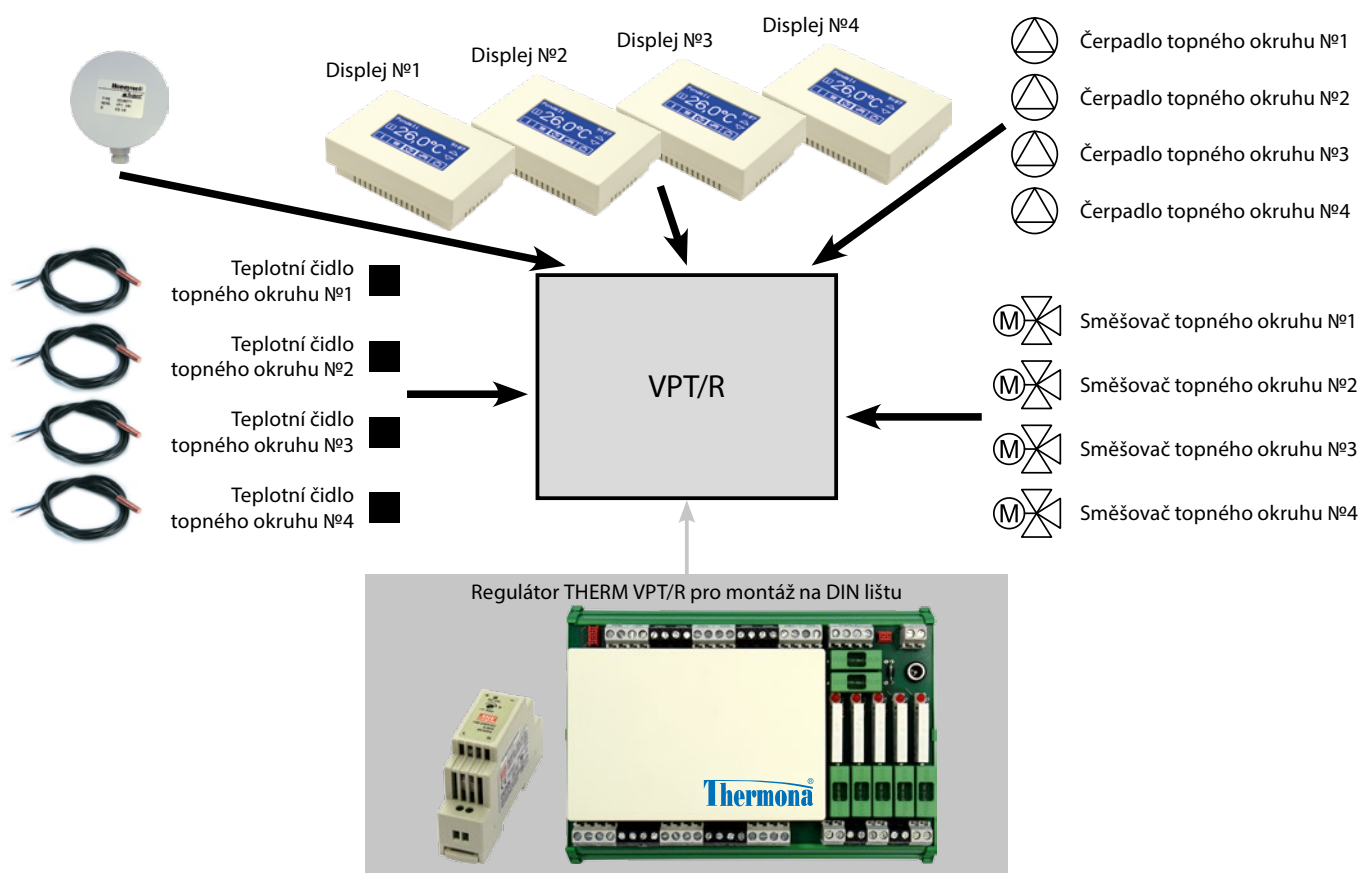 Displej №1
Displej №2
Displej №3
Displej №4
Honeywell
26.0°C
26.0°C
26.0°C
26.0°C
Čerpadlo topného okruhu №1
Čerpadlo topného okruhu №2
Čerpadlo topného okruhu №3
Čerpadlo topného okruhu №4
Teplotní čidlo
topného okruhu №1
Teplotní čidlo
topného okruhu №2
Teplotní čidlo
topného okruhu №3
Teplotní čidlo
topného okruhu №4
VPT/R
M
Směšovač topného okruhu №1
M
Směšovač topného okruhu №2
M
Směšovač topného okruhu №3
M
Směšovač topného okruhu №4
Regulátor THERM VPT/R pro montáž na DIN lištu
Thermona®